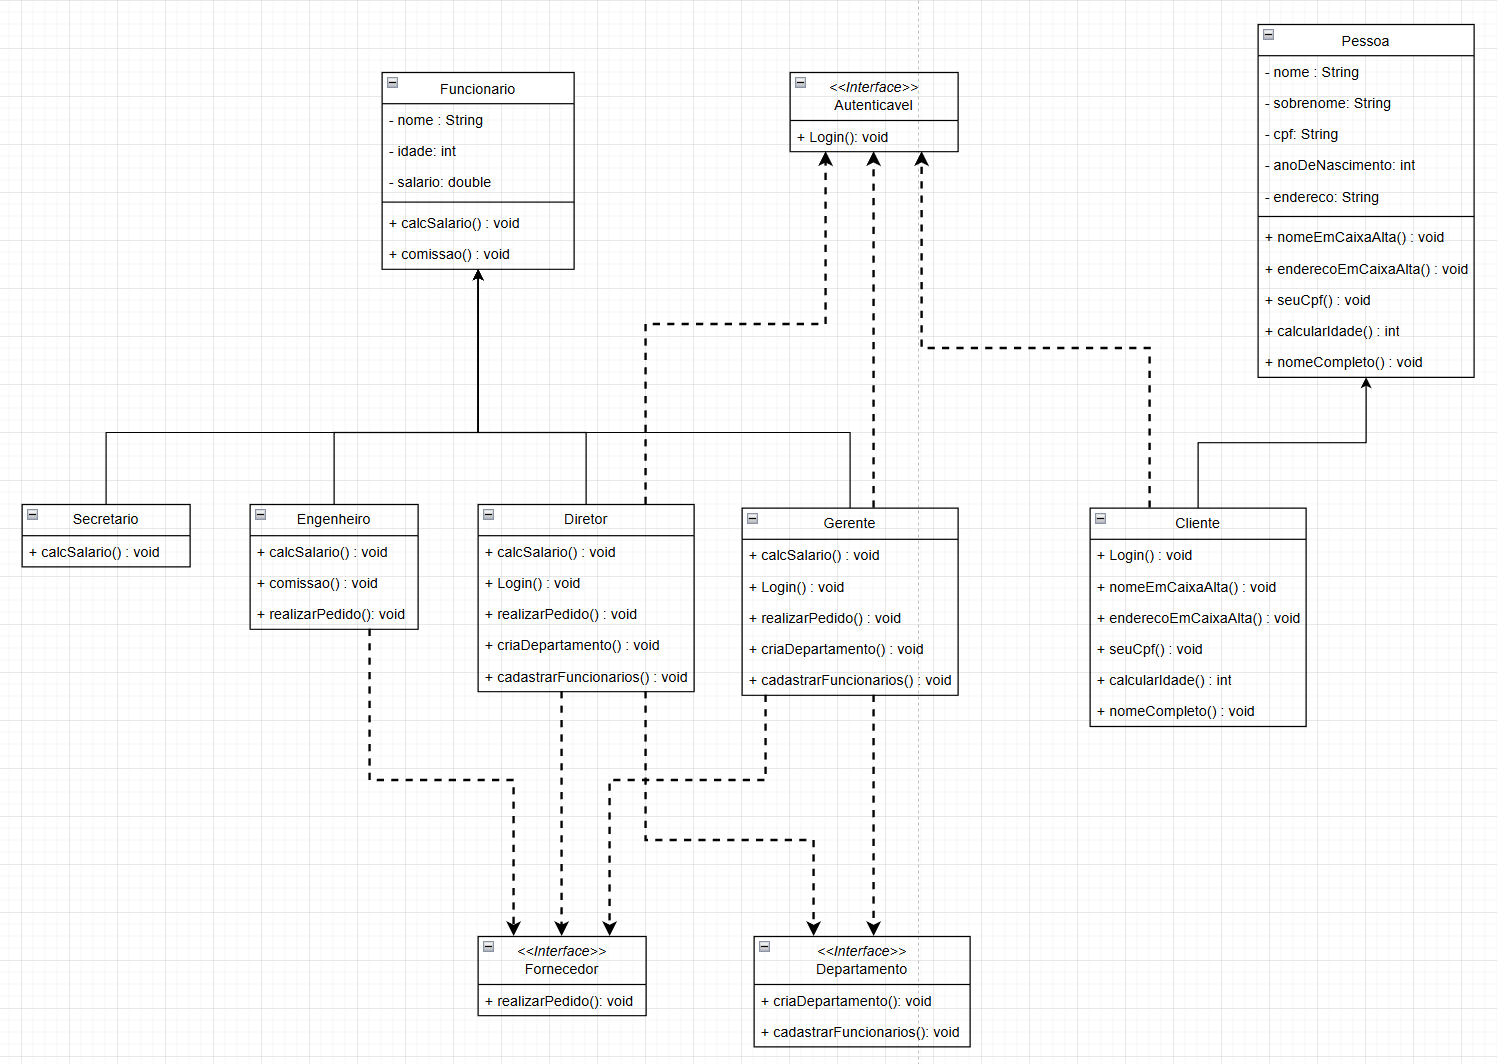 Funcionario
- nome : String
- idade: int
- salario: double
+ calcSalario() : void
+ comissao() : void
<<Interface>>
Autenticavel
+ Login(): void
Pessoa
- nome : String
- sobrenome: String
- cpf: String
- anoDeNascimento: int
- endereco: String
+ nomeEmCaixaAlta() : void
+ enderecoEmCaixaAlta() : void
+ seuCpf() : void
+ calcularIdade() : int
+ nomeCompleto() : void
Secretario
+ calcSalario() : void
Engenheiro
+ calcSalario() : void
+ comissao() : void
+ realizarPedido(): void
Diretor
+ calcSalario() : void
+ Login() : void
+ realizarPedido() : void
+ criaDepartamento() : void
+ cadastrarFuncionarios() : void
Gerente
+ calcSalario() : void
+ Login() : void
+ realizarPedido() : void
+ criaDepartamento() : void
+ cadastrarFuncionarios() : void
Cliente
+ Login() : void
+ nomeEmCaixaAlta() : void
+ enderecoEmCaixaAlta() : void
+ seuCpf() : void
+ calcularIdade() : int
+ nomeCompleto() : void
<<Interface>>
Fornecedor
+ realizarPedido(): void
<<Interface>>
Departamento
+ criaDepartamento(): void
+ cadastrarFuncionarios(): void